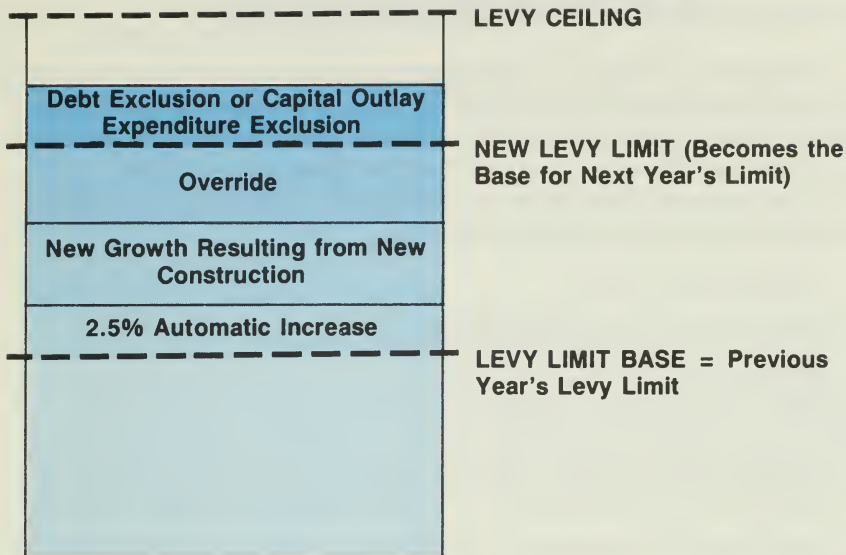 LEVY CEILING
Debt Exclusion or Capital Outlay
Expenditure Exclusion
NEW LEVY LIMIT (Becomes the
Base for Next Year's Limit)
Override
New Growth Resulting from New
Construction
2.5% Automatic Increase
LEVY LIMIT BASE = Previous
Year's Levy Limit